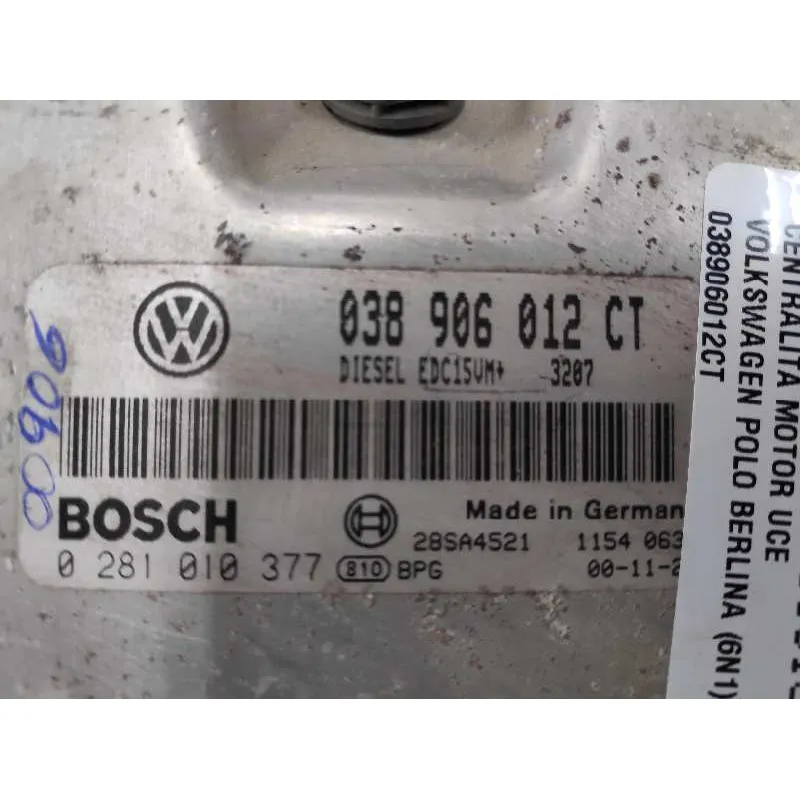 038 906 012 CT
DIESEL EDC15VM+ 3207
BOSCH
Made in German
28SA4521 1154 063
0 281 010 377 810 BPG 00-11-2
CENTRALITA MOTOR UCE
VOLKSWAGEN POLO BERLINA (6N1)
038906012CT